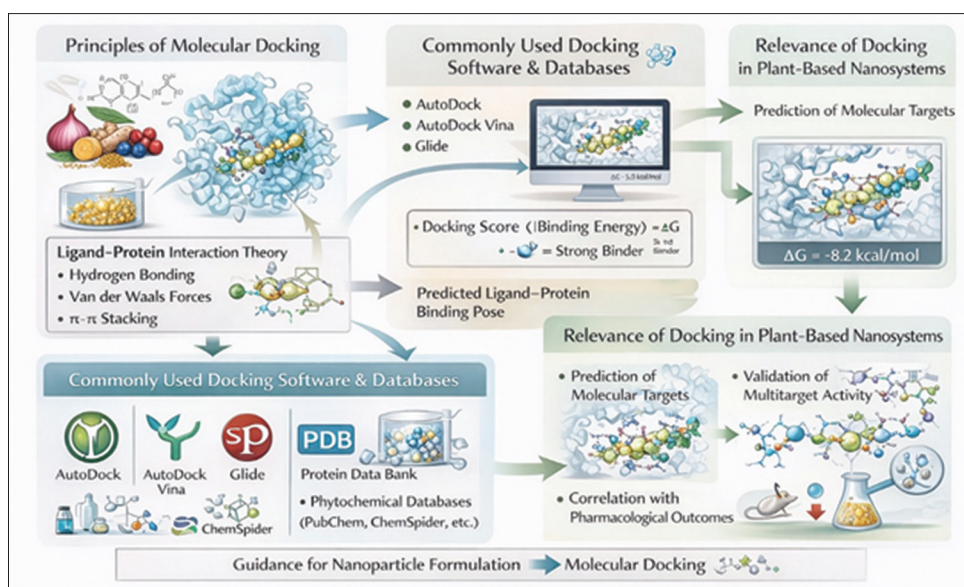 Principles of Molecular Docking
Ligand–Protein Interaction Theory
• Hydrogen Bonding
• Van der Waals Forces
• π-π Stacking
Commonly Used Docking
Software & Databases
• AutoDock
• AutoDock Vina
• Glide
• Docking Score (|Binding Energy) = ΔG
= Strong Binder
Predicted Ligand–Protein
Binding Pose
Relevance of Docking
in Plant-Based Nanosystems
Prediction of Molecular Targets
ΔG = -8.2 kcal/mol
Commonly Used Docking Software & Databases
AutoDock
AutoDock
Vina
SP
Glide
ChemSpider
PDB
Protein Data Bank
• Phytochemical Databases
(PubChem, ChemSpider, etc.)
Relevance of Docking in Plant-Based Nanosystems
• Prediction of
Molecular Targets
• Validation of
Multitarget Activity
• Correlation with
Pharmacological Outcomes
Guidance for Nanoparticle Formulation → Molecular Docking